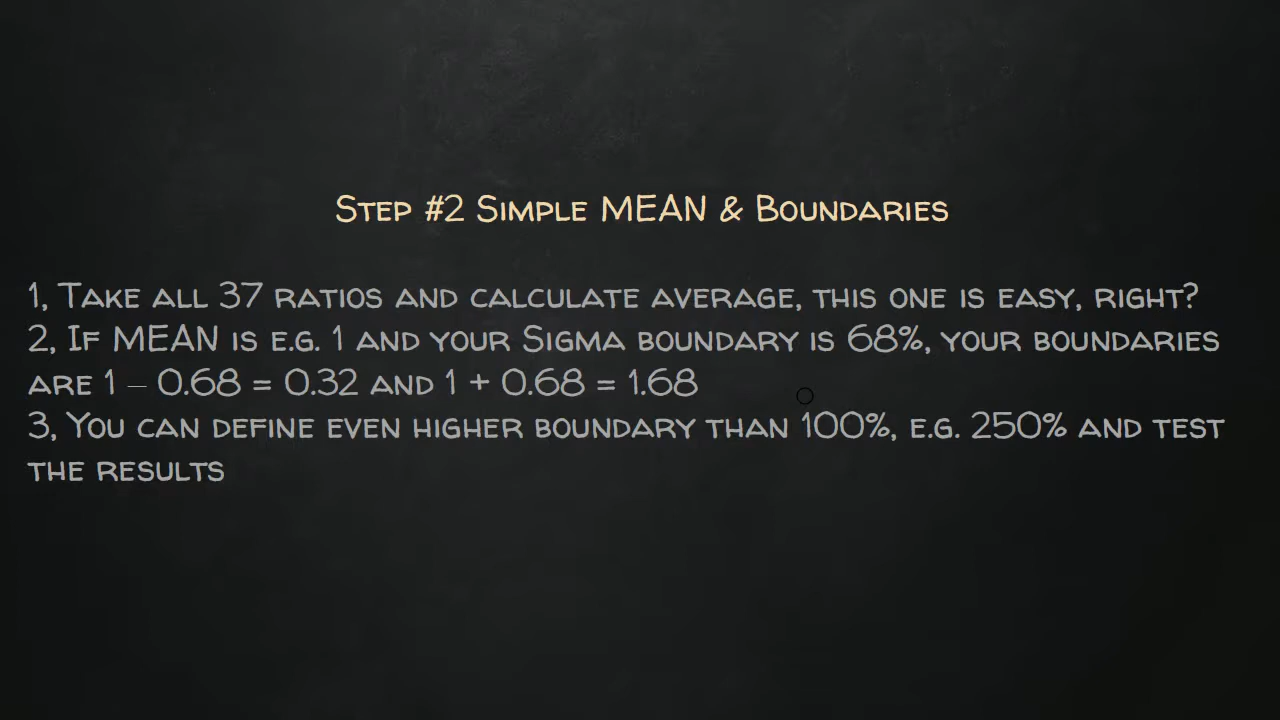 Step #2 Simple MEAN & Boundaries
1, Take all 37 ratios and calculate average, this one is easy, right?
2, If MEAN is e.g. 1 and your Sigma boundary is 68%, your boundaries
are 1 – 0.68 = 0.32 and 1 + 0.68 = 1.68
3, You can define even higher boundary than 100%, e.g. 250% and test
the results